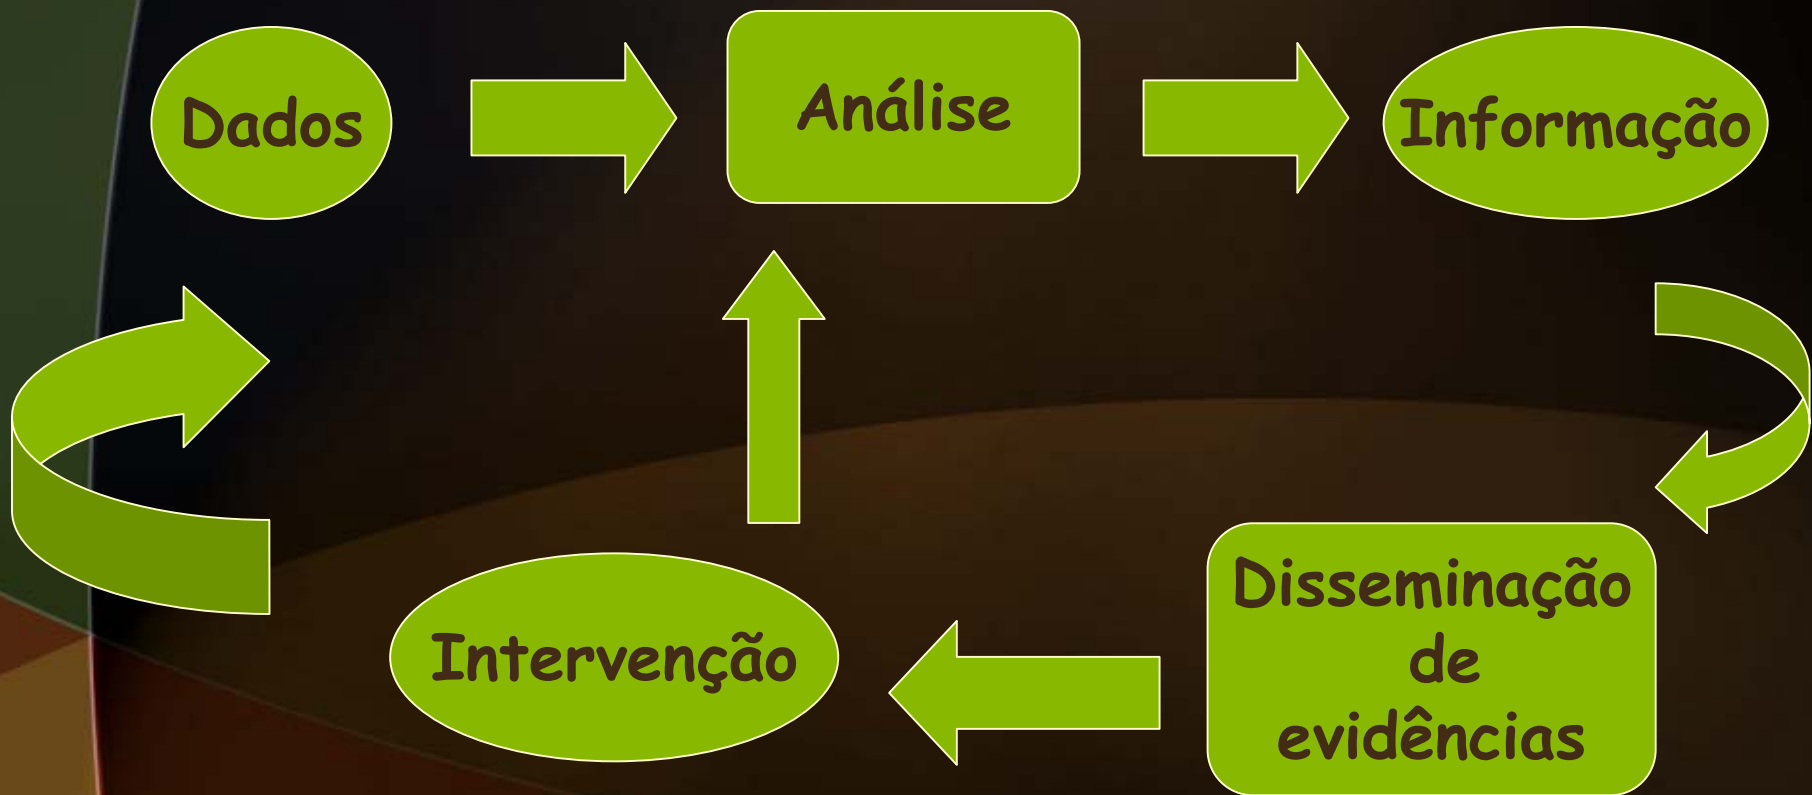 Dados
Análise
Informação
Intervenção
Disseminação
de
evidências